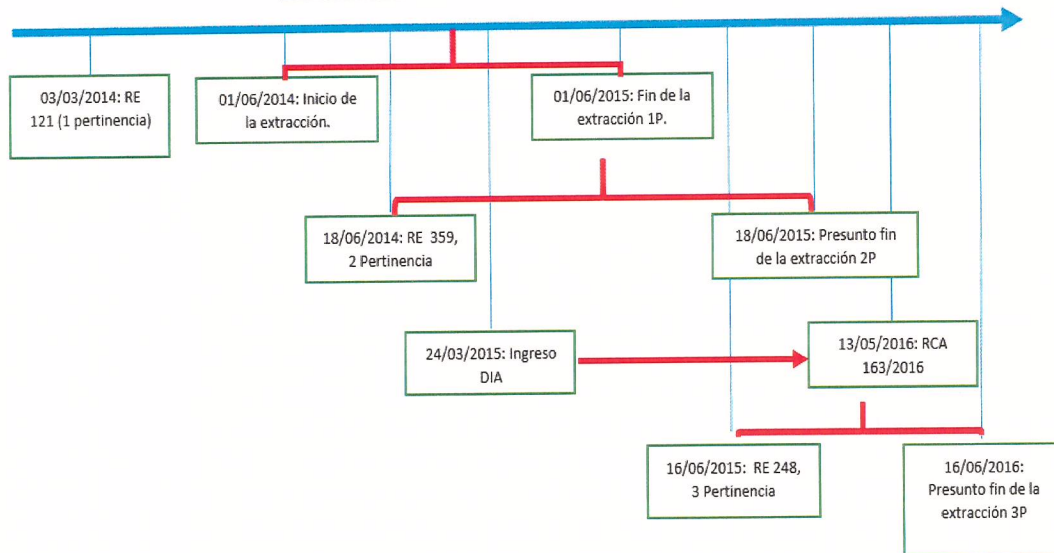 03/03/2014: RE
121 (1 pertinencia)
01/06/2014: Inicio de
la extracción.
01/06/2015: Fin de la
extracción 1P.
18/06/2014: RE 359,
2 Pertinencia
18/06/2015: Presunto fin
de la extracción 2P
24/03/2015: Ingreso
DIA
13/05/2016: RCA
163/2016
16/06/2015: RE 248,
3 Pertinencia
16/06/2016:
Presunto fin de la
extracción 3P